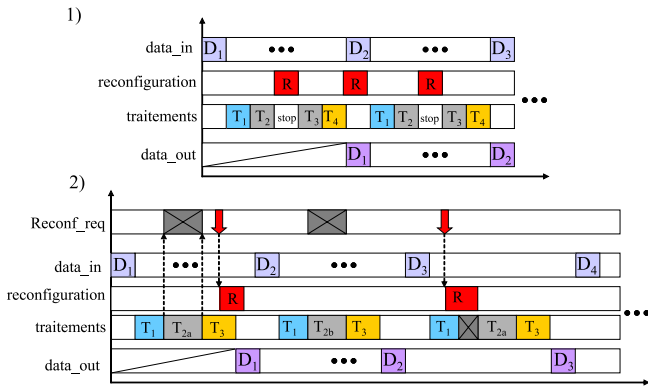 1)
data_in D1 ••• D2 ••• D3
reconfiguration R R R
traitements T1 T2 stop T3 T4 T1 T2 stop T3 T4 •••
data_out D1 ••• D2
2)
Reconf_req
data_in D1 ••• D2 ••• D3 D4
reconfiguration R R
traitements T1 T2a T3 T1 T2b T3 T1 T2a T3 •••
data_out D1 ••• D2 D3